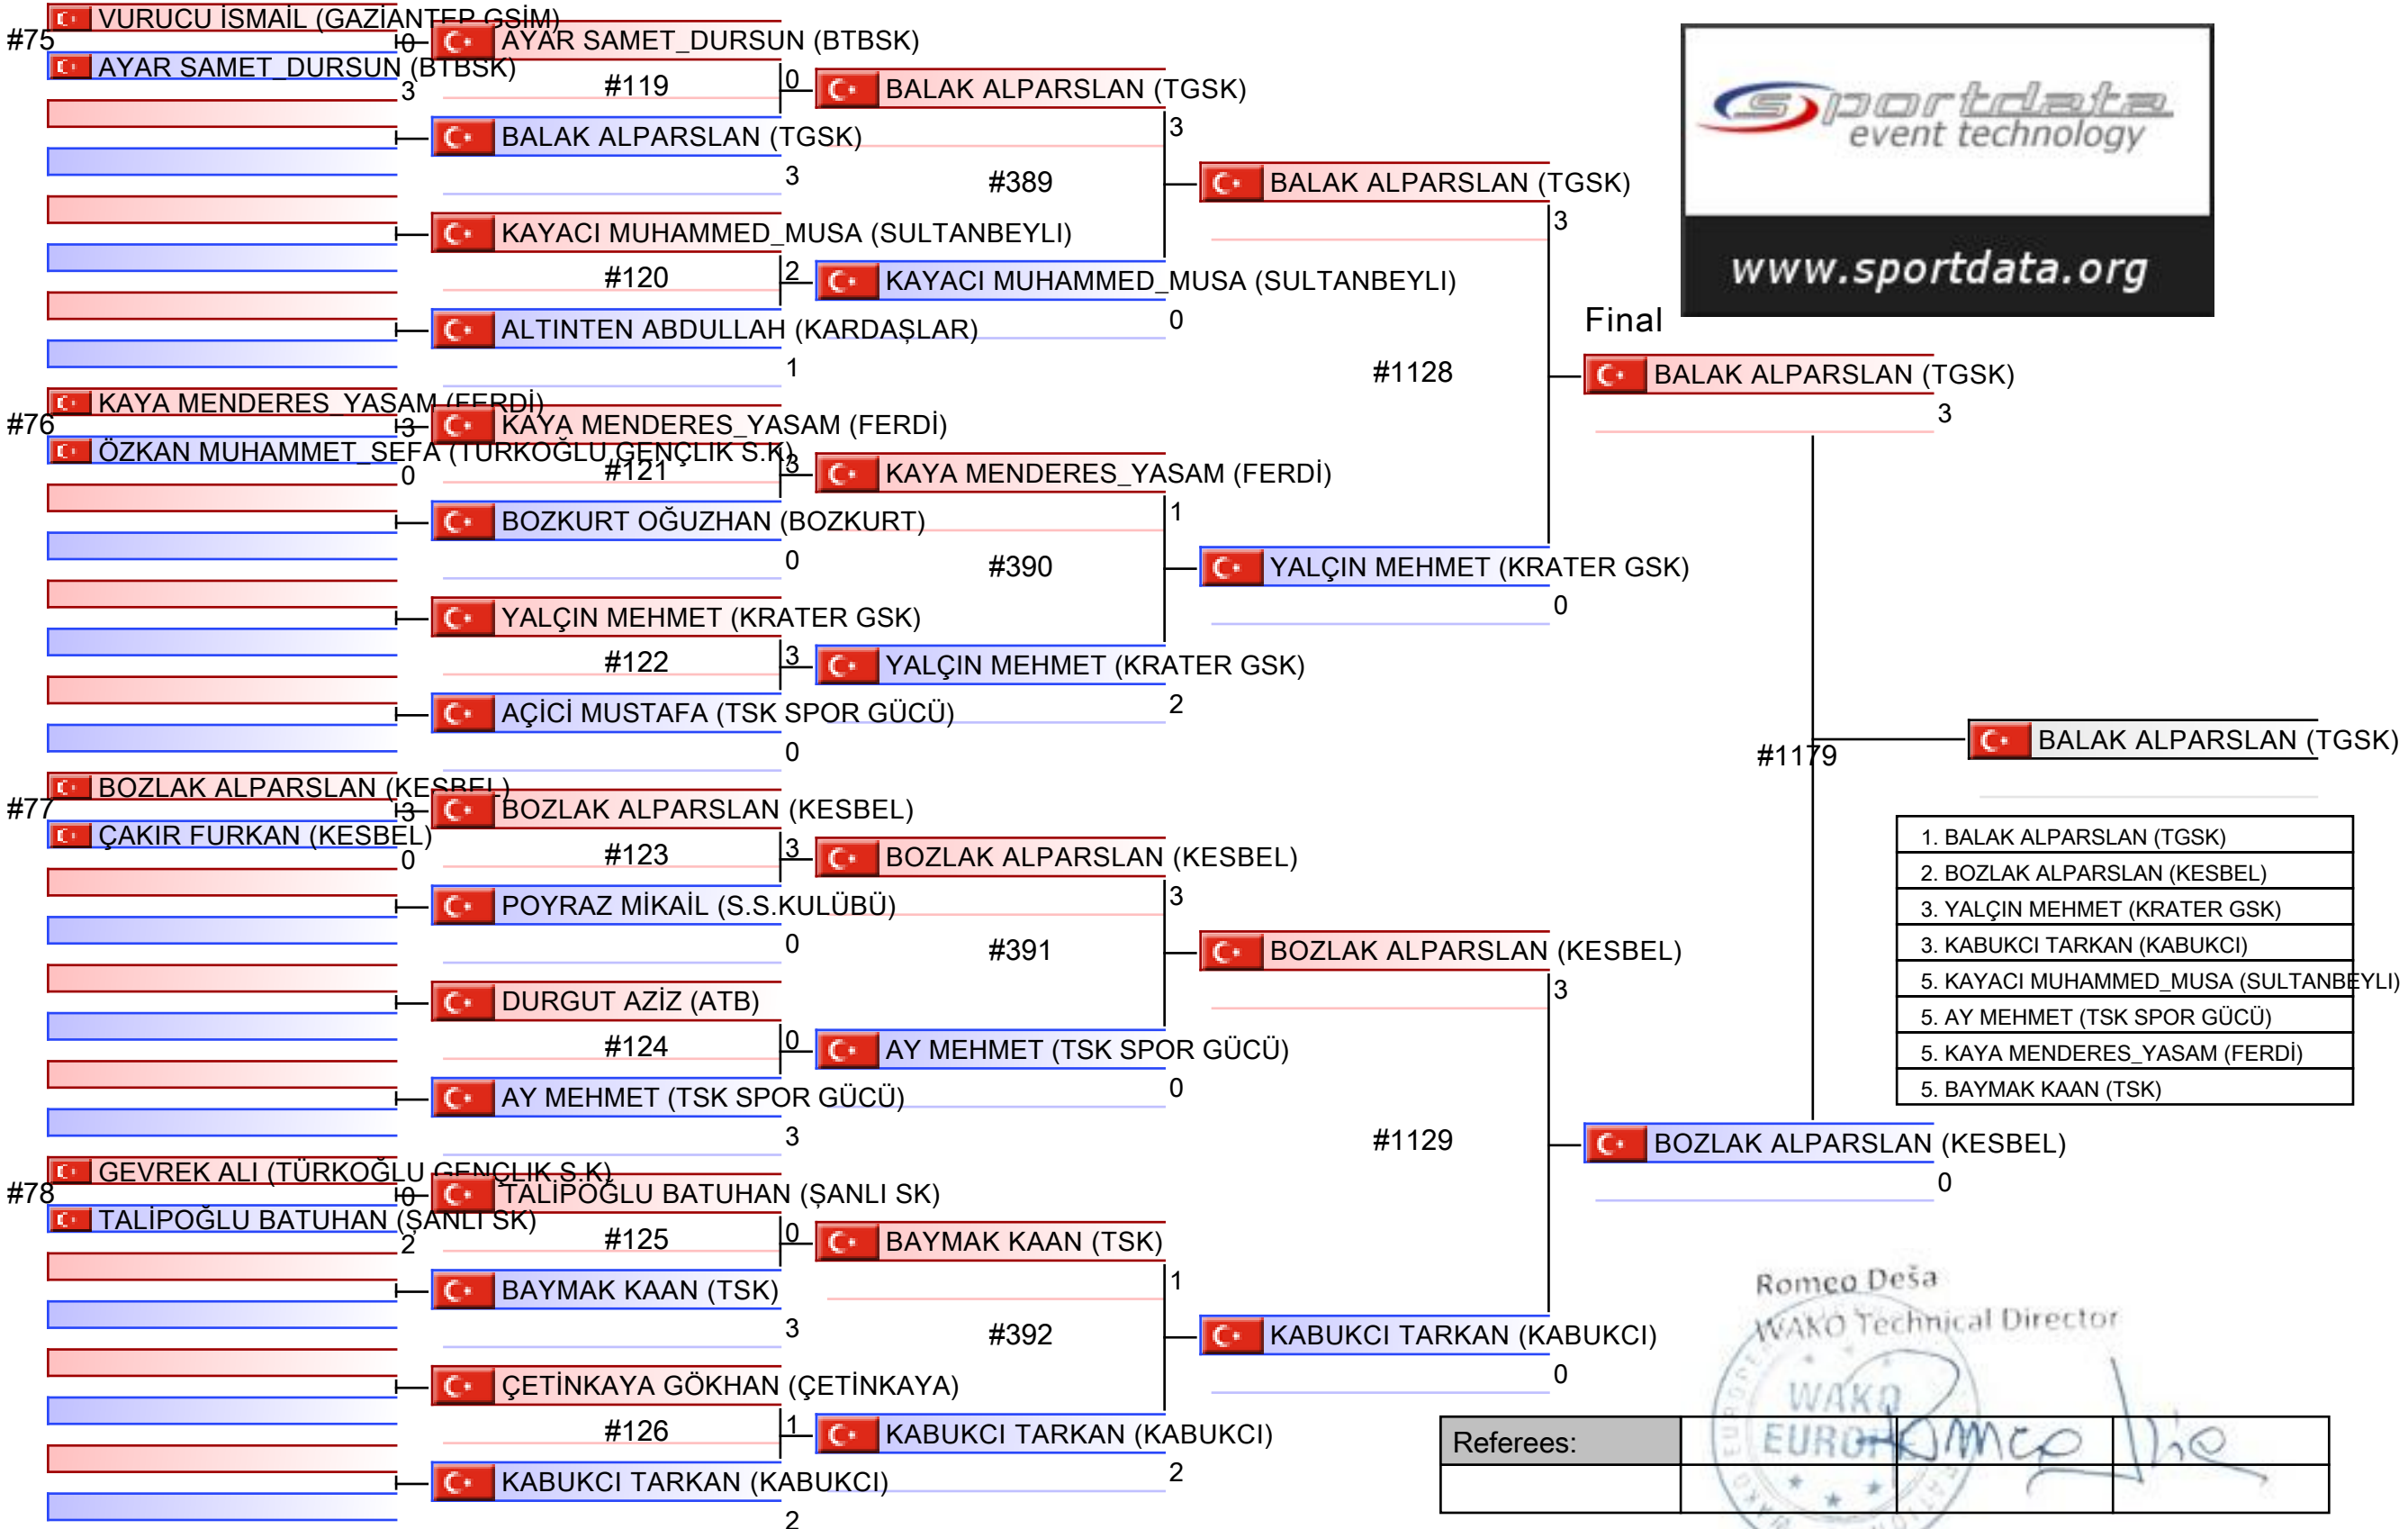 VURUCU İSMAİL (GAZİANTEP GSİM)
#75
0
AYAR SAMET_DURSUN (BTBSK)
3
KAYA MENDERES_YASAM (FERDİ)
#76
3
ÖZKAN MUHAMMET_SEFA (TÜRKOĞLU GENÇLIK S.K)
0
BOZLAK ALPARSLAN (KESBEL)
#77
3
ÇAKIR FURKAN (KESBEL)
0
GEVREK ALI (TÜRKOĞLU GENÇLIK S.K)
#78
0
TALİPOĞLU BATUHAN (ŞANLI SK)
2
AYAR SAMET_DURSUN (BTBSK)
#119
0
BALAK ALPARSLAN (TGSK)
3
KAYACI MUHAMMED_MUSA (SULTANBEYLI)
#120
2
ALTINTEN ABDULLAH (KARDAŞLAR)
1
KAYA MENDERES_YASAM (FERDİ)
#121
3
BOZKURT OĞUZHAN (BOZKURT)
0
YALÇIN MEHMET (KRATER GSK)
#122
3
AÇİCİ MUSTAFA (TSK SPOR GÜCÜ)
0
BOZLAK ALPARSLAN (KESBEL)
#123
3
POYRAZ MİKAİL (S.S.KULÜBÜ)
0
DURGUT AZİZ (ATB)
#124
0
AY MEHMET (TSK SPOR GÜCÜ)
3
TALİPOĞLU BATUHAN (ŞANLI SK)
#125
0
BAYMAK KAAN (TSK)
3
ÇETİNKAYA GÖKHAN (ÇETİNKAYA)
#126
1
KABUKCI TARKAN (KABUKCI)
2
BALAK ALPARSLAN (TGSK)
3
#389
KAYACI MUHAMMED_MUSA (SULTANBEYLI)
0
KAYA MENDERES_YASAM (FERDİ)
1
#390
YALÇIN MEHMET (KRATER GSK)
2
BOZLAK ALPARSLAN (KESBEL)
3
#391
AY MEHMET (TSK SPOR GÜCÜ)
0
BAYMAK KAAN (TSK)
1
#392
KABUKCI TARKAN (KABUKCI)
2
BALAK ALPARSLAN (TGSK)
3
#1128
YALÇIN MEHMET (KRATER GSK)
0
BOZLAK ALPARSLAN (KESBEL)
3
#1129
KABUKCI TARKAN (KABUKCI)
0
sportdata
event technology
www.sportdata.org
Final
BALAK ALPARSLAN (TGSK)
3
#1179
BOZLAK ALPARSLAN (KESBEL)
0
BALAK ALPARSLAN (TGSK)
1. BALAK ALPARSLAN (TGSK)
2. BOZLAK ALPARSLAN (KESBEL)
3. YALÇIN MEHMET (KRATER GSK)
3. KABUKCI TARKAN (KABUKCI)
5. KAYACI MUHAMMED_MUSA (SULTANBEYLI)
5. AY MEHMET (TSK SPOR GÜCÜ)
5. KAYA MENDERES_YASAM (FERDİ)
5. BAYMAK KAAN (TSK)
Romeo Deša
WAKO Technical Director
WAKO
EUROPE
Referees: